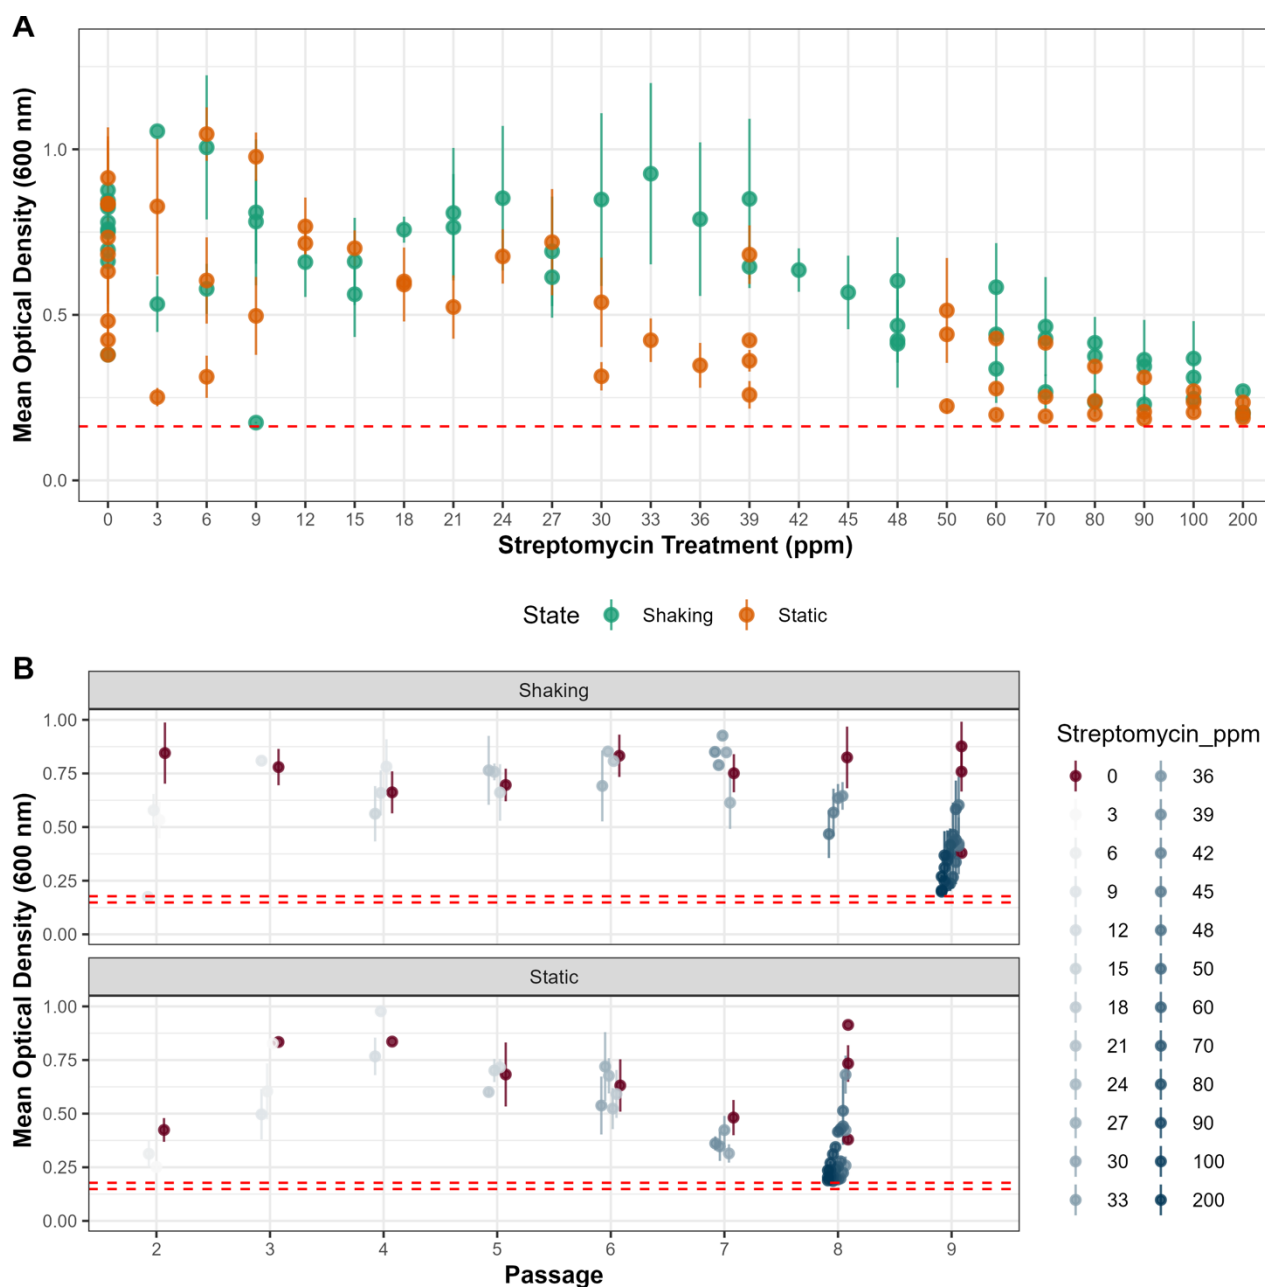 A
Mean Optical Density (600 nm)
1.0
0.5
0.0
0 3 6 9 12 15 18 21 24 27 30 33 36 39 42 45 48 50 60 70 80 90 100 200
Streptomycin Treatment (ppm)
State Shaking Static
B
Mean Optical Density (600 nm)
Shaking
1.00
0.75
0.50
0.25
0.00
Static
1.00
0.75
0.50
0.25
0.00
2 3 4 5 6 7 8 9
Passage
Streptomycin_ppm
0 36
3 39
6 42
9 45
12 48
15 50
18 60
21 70
24 80
27 90
30 100
33 200